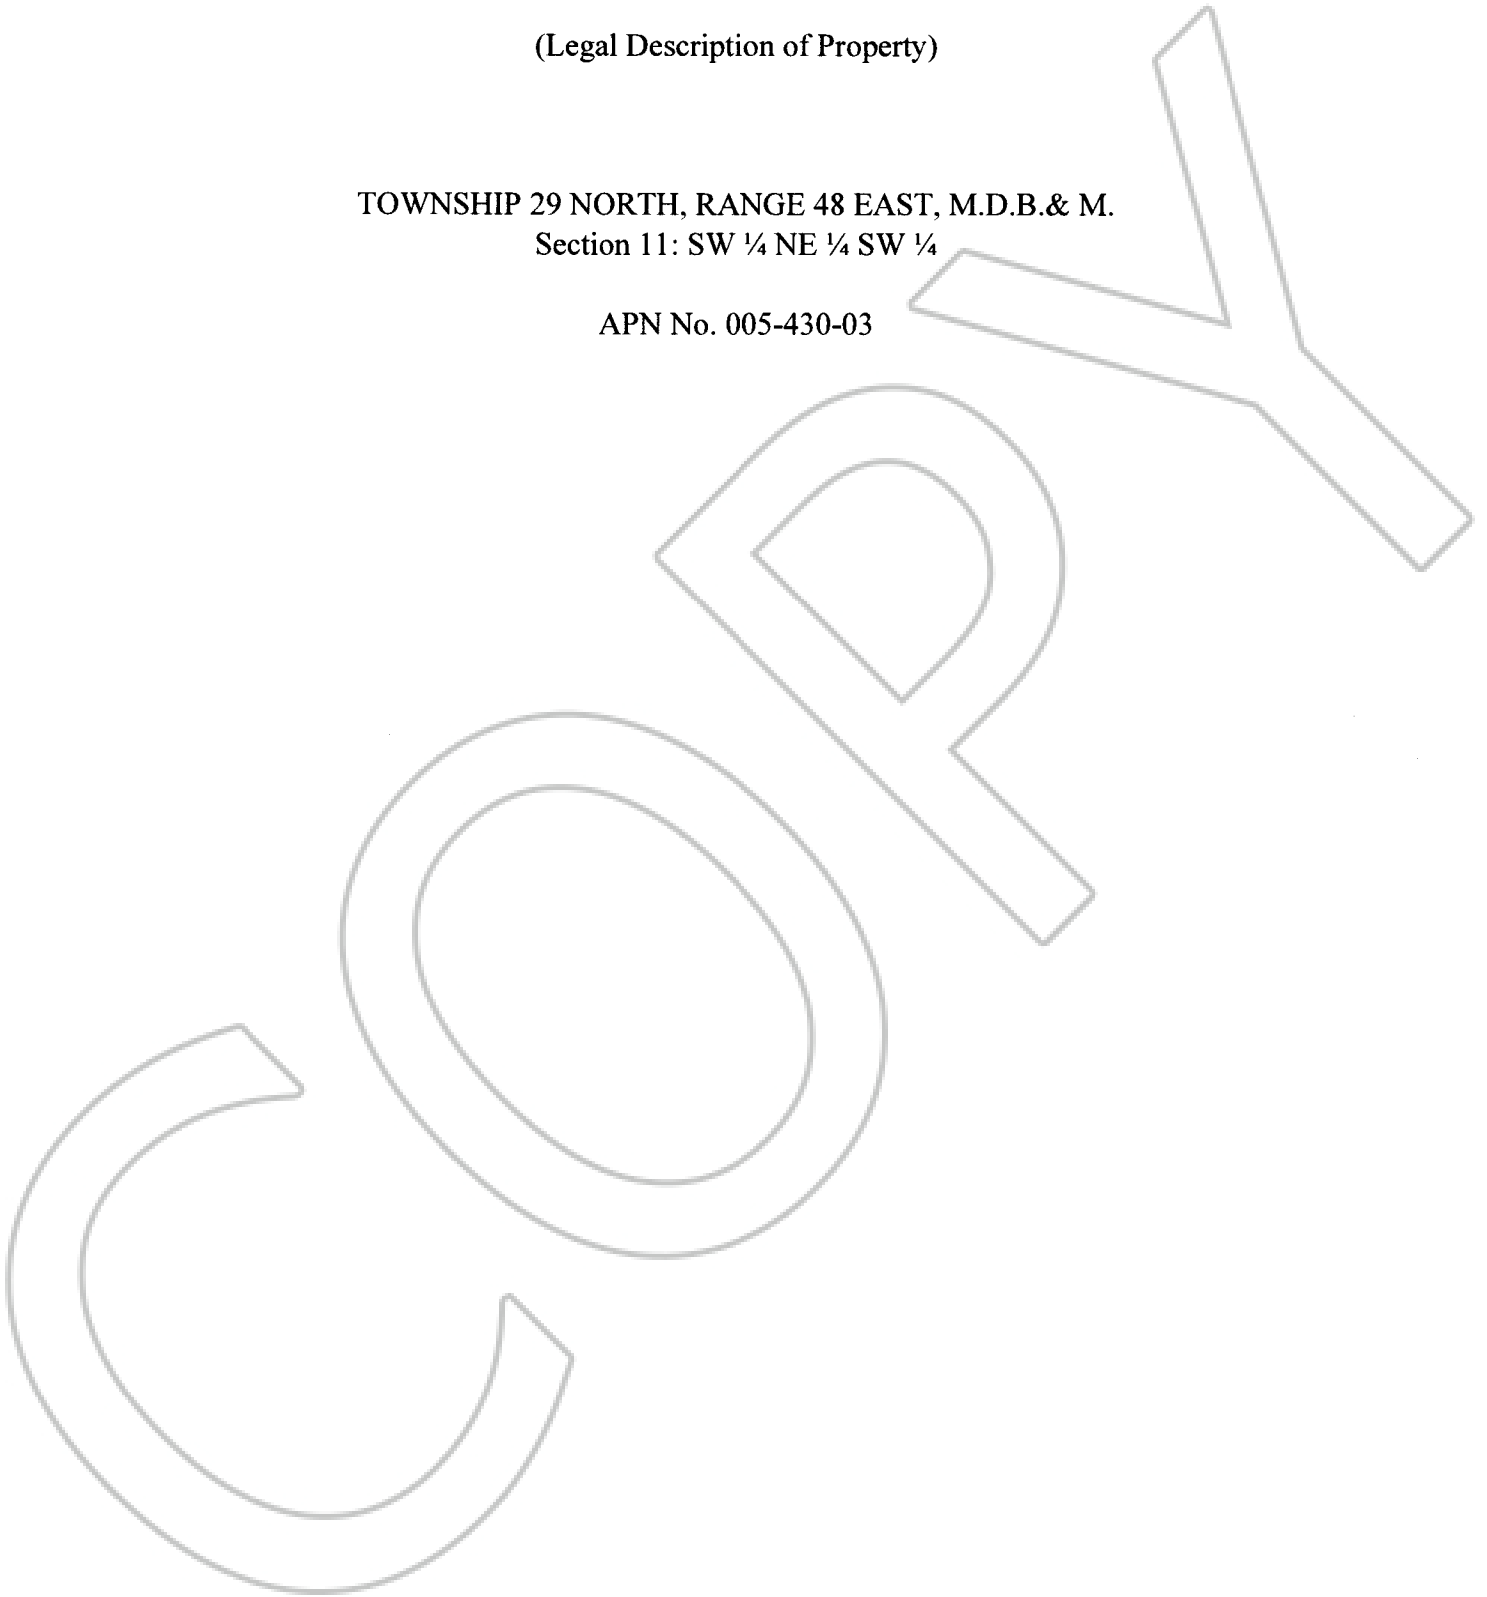 (Legal Description of Property)
TOWNSHIP 29 NORTH, RANGE 48 EAST, M.D.B.& M.
Section 11: SW ¼ NE ¼ SW ¼
APN No. 005-430-03
COPY